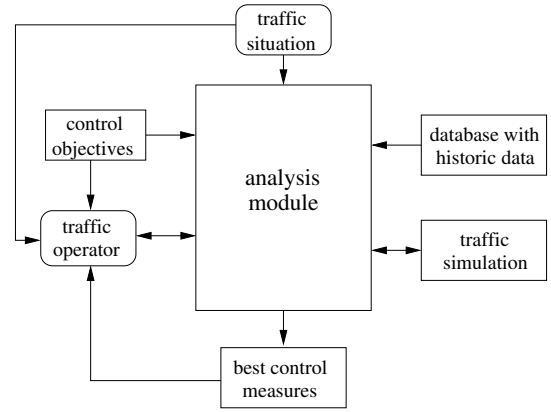 traffic
situation
control
objectives
analysis
module
database with
historic data
traffic
operator
traffic
simulation
best control
measures